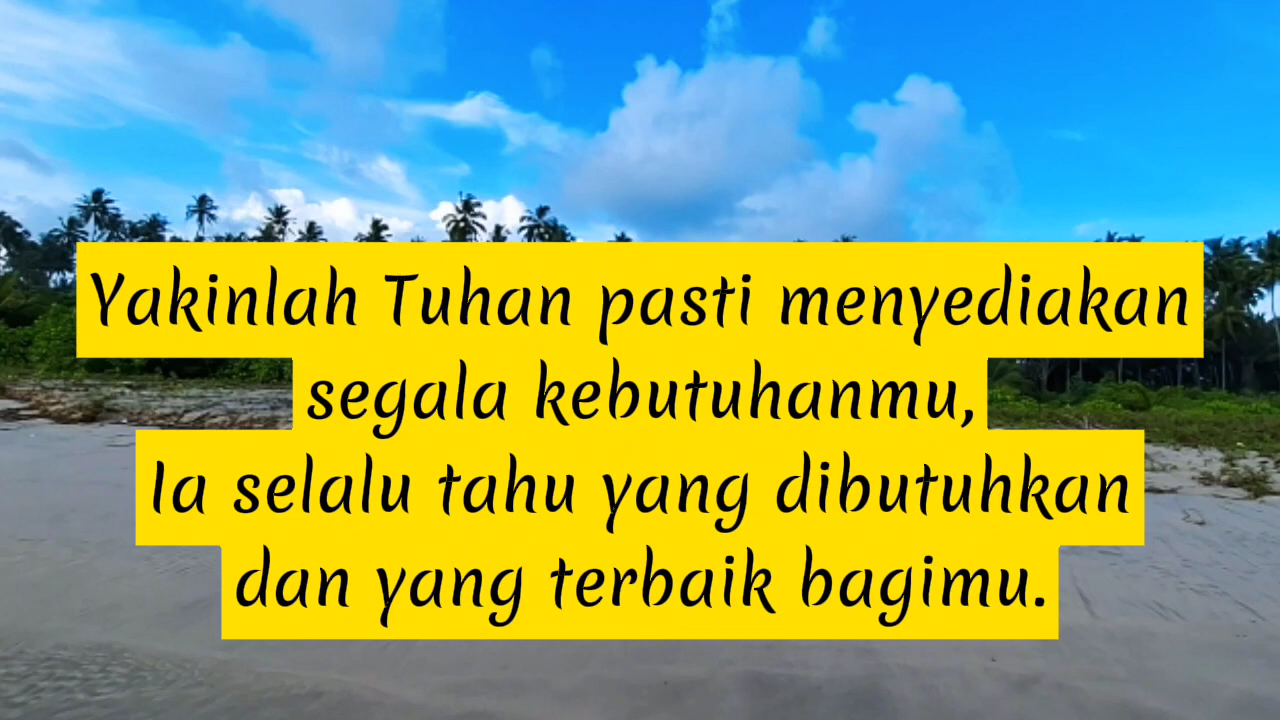 Yakinlah Tuhan pasti menyediakan
segala kebutuhanmu,
Ia selalu tahu yang dibutuhkan
dan yang terbaik bagimu.